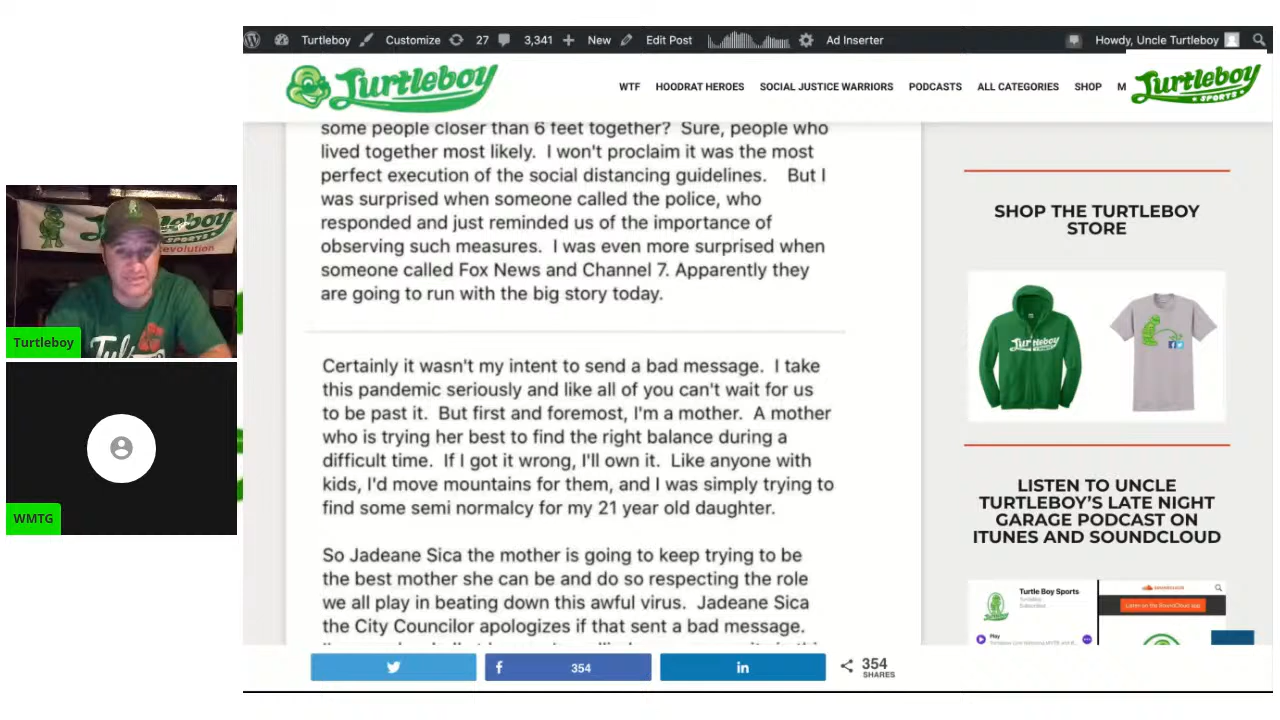 Turtleboy
Customize
27
3,341
New
Edit Post
Ad Inserter
Howdy, Uncle Turtleboy
Turtleboy
WTF
HOODRAT HEROES
SOCIAL JUSTICE WARRIORS
PODCASTS
ALL CATEGORIES
SHOP
M
Turtleboy
SPORTS
some people closer than 6 feet together? Sure, people who
lived together most likely. I won't proclaim it was the most
perfect execution of the social distancing guidelines. But I
was surprised when someone called the police, who
responded and just reminded us of the importance of
observing such measures. I was even more surprised when
someone called Fox News and Channel 7. Apparently they
are going to run with the big story today.
Certainly it wasn't my intent to send a bad message. I take
this pandemic seriously and like all of you can't wait for us
to be past it. But first and foremost, I'm a mother. A mother
who is trying her best to find the right balance during a
difficult time. If I got it wrong, I'll own it. Like anyone with
kids, I'd move mountains for them, and I was simply trying to
find some semi normalcy for my 21 year old daughter.
So Jadeane Sica the mother is going to keep trying to be
the best mother she can be and do so respecting the role
we all play in beating down this awful virus. Jadeane Sica
the City Councilor apologizes if that sent a bad message.
354
in
354
SHARES
SHOP THE TURTLEBOY
STORE
Turtleboy
LISTEN TO UNCLE
TURTLEBOY'S LATE NIGHT
GARAGE PODCAST ON
ITUNES AND SOUNDCLOUD
Turtle Boy Sports
Play
Turtleboy
SPORTS
Turtleboy
WMTG